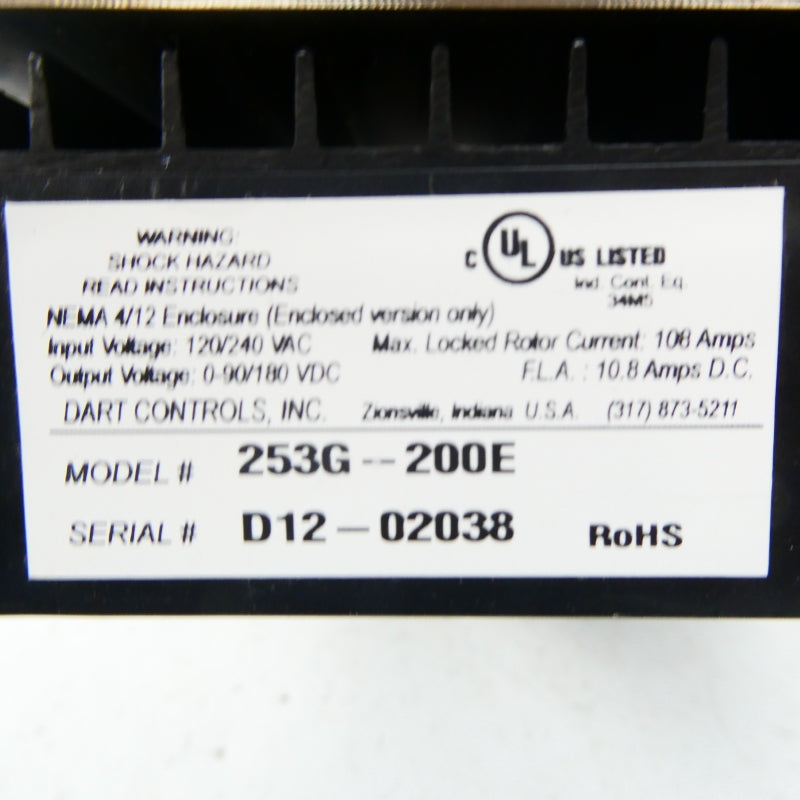 WARNING:
SHOCK HAZARD
READ INSTRUCTIONS
C UL US LISTED
Ind. Cont. Eq.
34M5
NEMA 4/12 Enclosure (Enclosed version only)
Input Voltage: 120/240 VAC Max. Locked Rotor Current: 108 Amps
Output Voltage: 0-90/180 VDC F.L.A. : 10.8 Amps D.C.
DART CONTROLS, INC. Zionsville, Indiana U.S.A. (317) 873-5211
MODEL # 253G--200E
SERIAL # D12-02038 RoHS